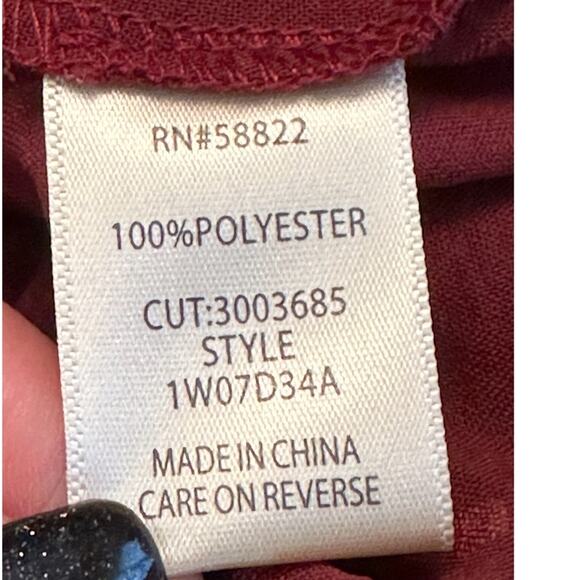 RN#58822
100%POLYESTER
CUT:3003685
STYLE
1W07D34A
MADE IN CHINA
CARE ON REVERSE